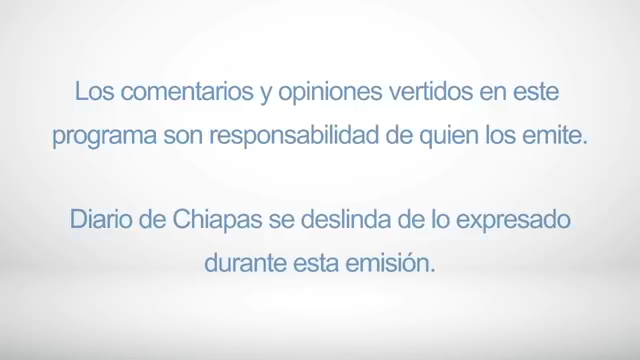 Los comentarios y opiniones vertidos en este
programa son responsabilidad de quien los emite.
Diario de Chiapas se deslinda de lo expresado
durante esta emisión.